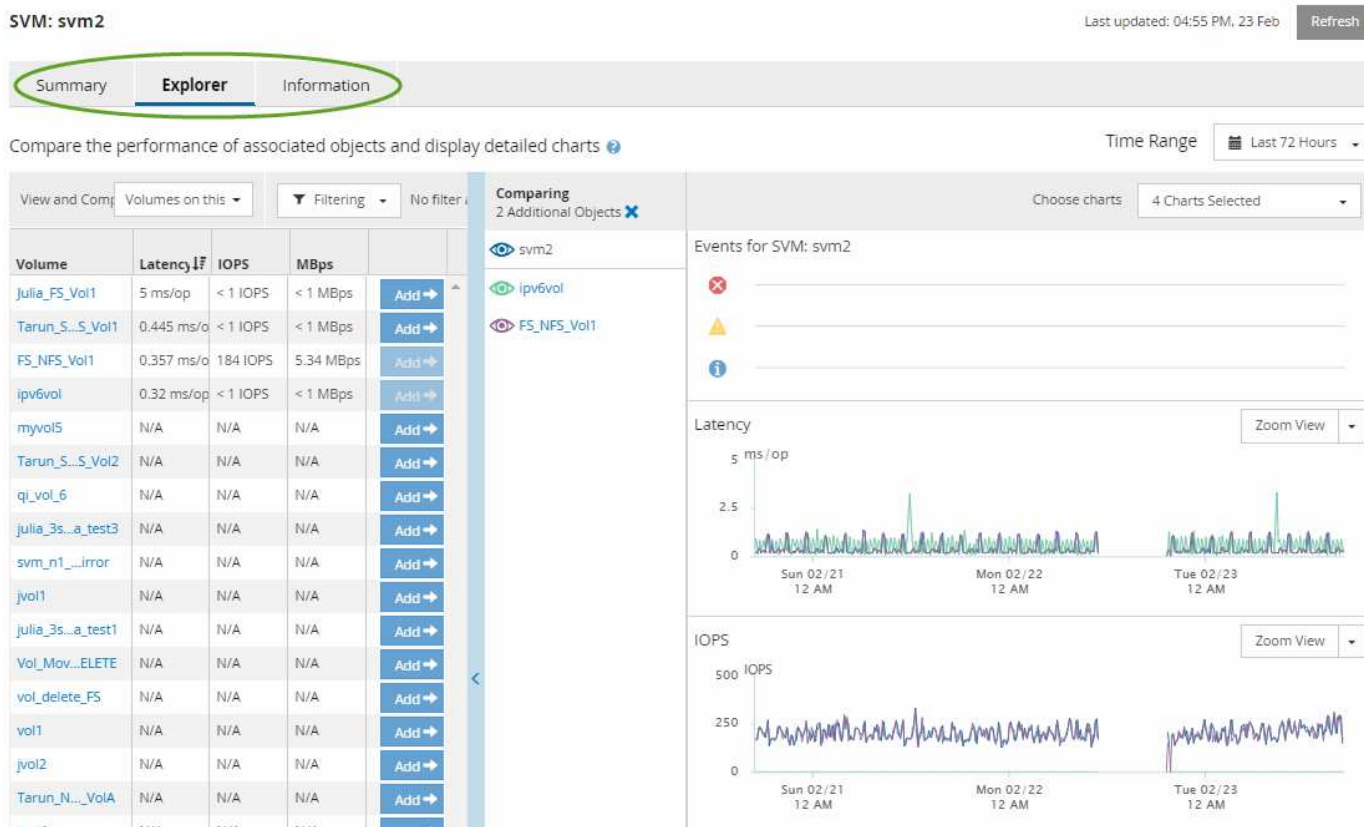 SVM: svm2
Last updated: 04:55 PM, 23 Feb Refresh
Summary Explorer Information
Compare the performance of associated objects and display detailed charts ?
Time Range Last 72 Hours
View and Comp Volumes on this Filtering No filter
Comparing
2 Additional Objects
Choose charts 4 Charts Selected
Volume Latency IOPS MBps
Julia_FS_Vol1 5 ms/op < 1 IOPS < 1 MBps Add
Tarun_S...S_Vol1 0.445 ms/o < 1 IOPS < 1 MBps Add
FS_NFS_Vol1 0.357 ms/o 184 IOPS 5.34 MBps Add
ipv6vol 0.32 ms/op < 1 IOPS < 1 MBps Add
myvol5 N/A N/A N/A Add
Tarun_S...S_Vol2 N/A N/A N/A Add
qi_vol_6 N/A N/A N/A Add
julia_3s...a_test3 N/A N/A N/A Add
svm_n1_...irror N/A N/A N/A Add
jvol1 N/A N/A N/A Add
julia_3s...a_test1 N/A N/A N/A Add
Vol_Mov...ELETE N/A N/A N/A Add
vol_delete_FS N/A N/A N/A Add
vol1 N/A N/A N/A Add
jvol2 N/A N/A N/A Add
Tarun_N..._VolA N/A N/A N/A Add
svm2
ipv6vol
FS_NFS_Vol1
Events for SVM: svm2
Latency Zoom View
5 ms/op
2.5
0
Sun 02/21 Mon 02/22 Tue 02/23
12 AM 12 AM 12 AM
IOPS Zoom View
500 IOPS
250
0
Sun 02/21 Mon 02/22 Tue 02/23
12 AM 12 AM 12 AM